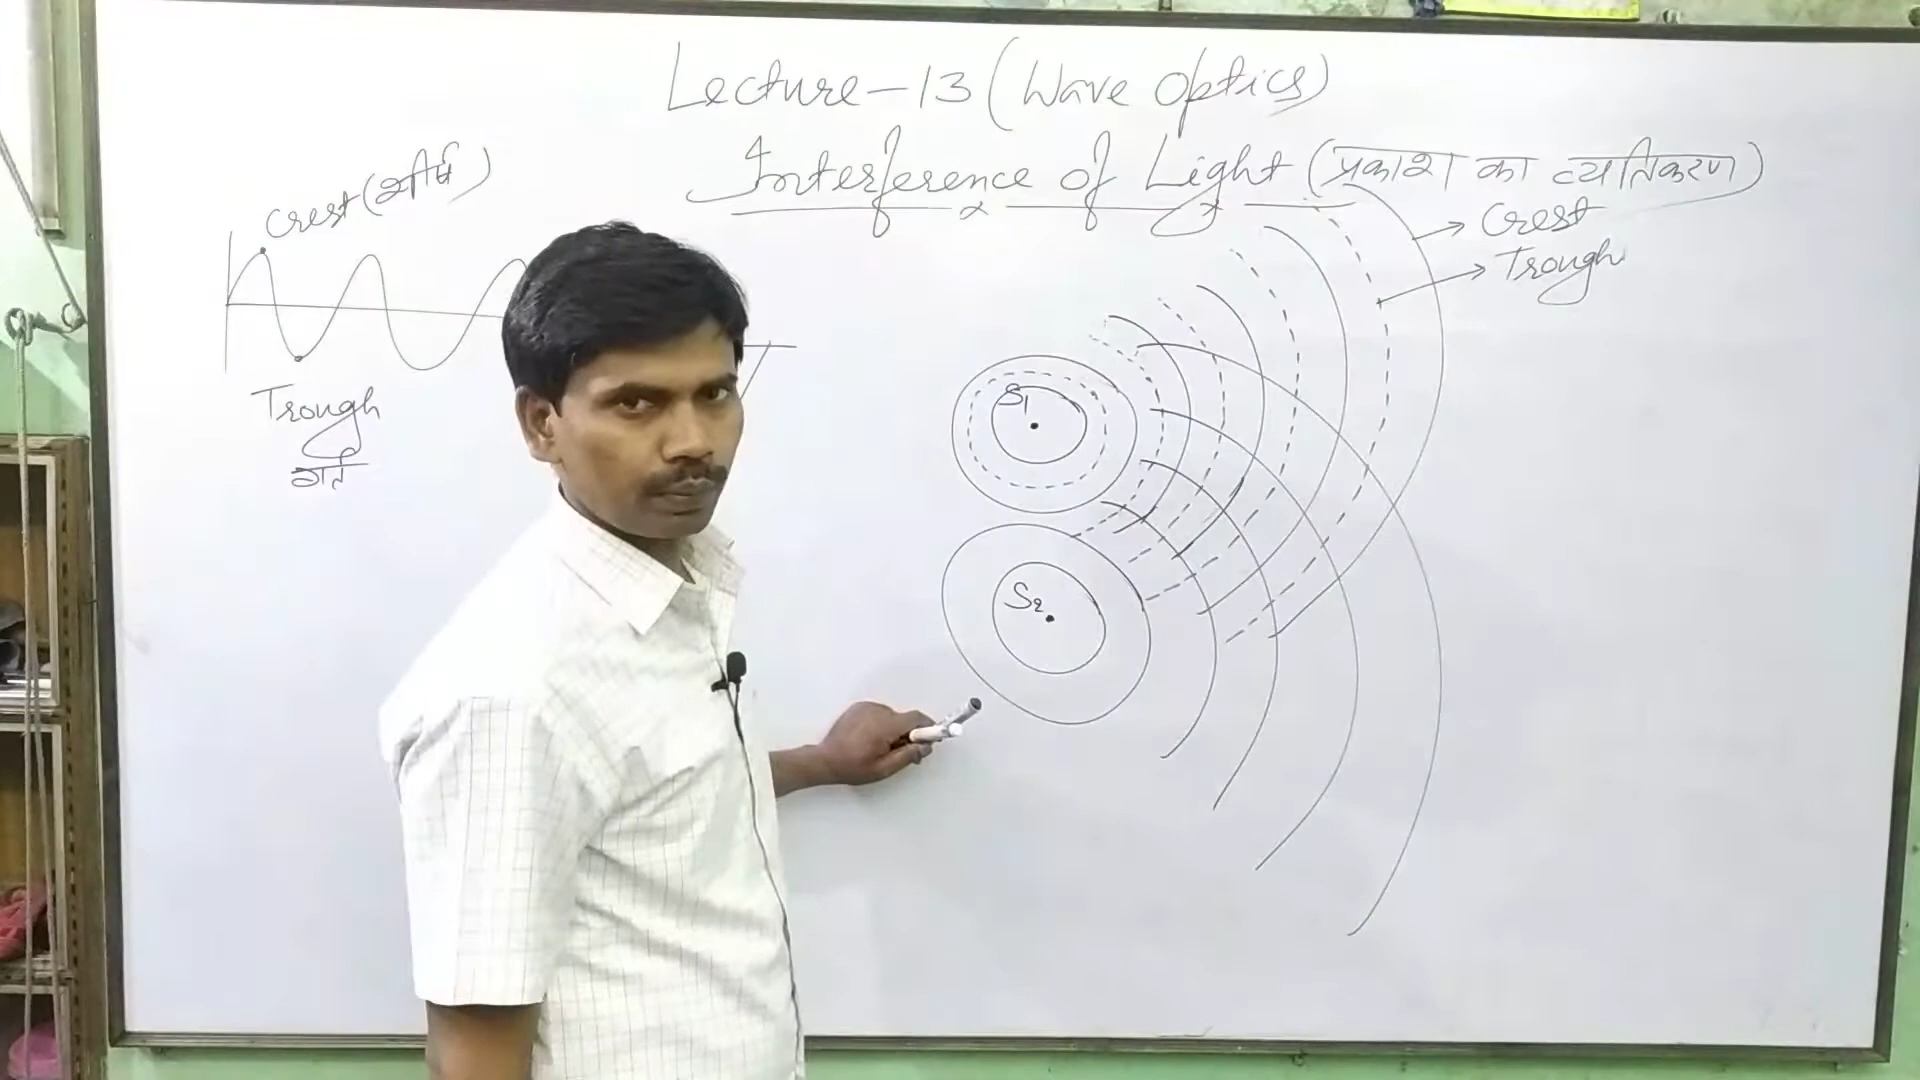 Lecture-13 (Wave Optics)
Interference of Light (प्रकाश का व्यतिकरण)
Crest (शीर्ष)
Trough
गर्त
Crest
Trough
S1
S2